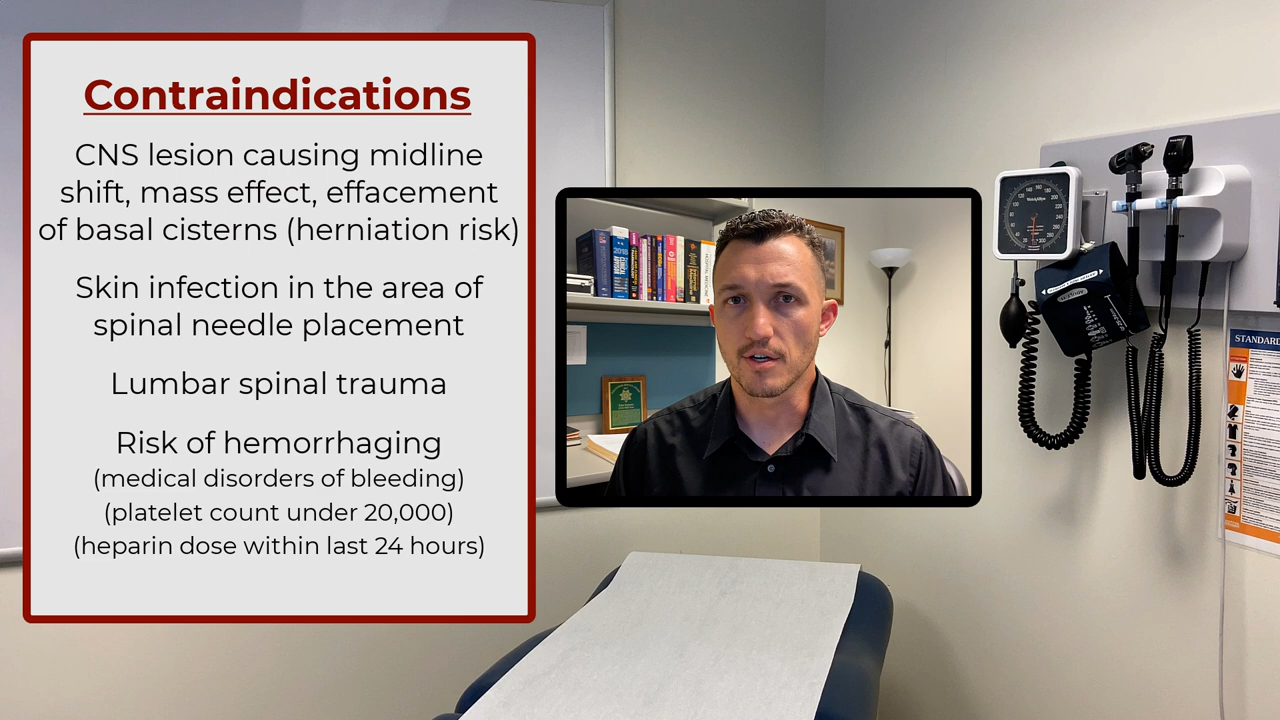 Contraindications
CNS lesion causing midline
shift, mass effect, effacement
of basal cisterns (herniation risk)
Skin infection in the area of
spinal needle placement
Lumbar spinal trauma
Risk of hemorrhaging
(medical disorders of bleeding)
(platelet count under 20,000)
(heparin dose within last 24 hours)
STANDARD